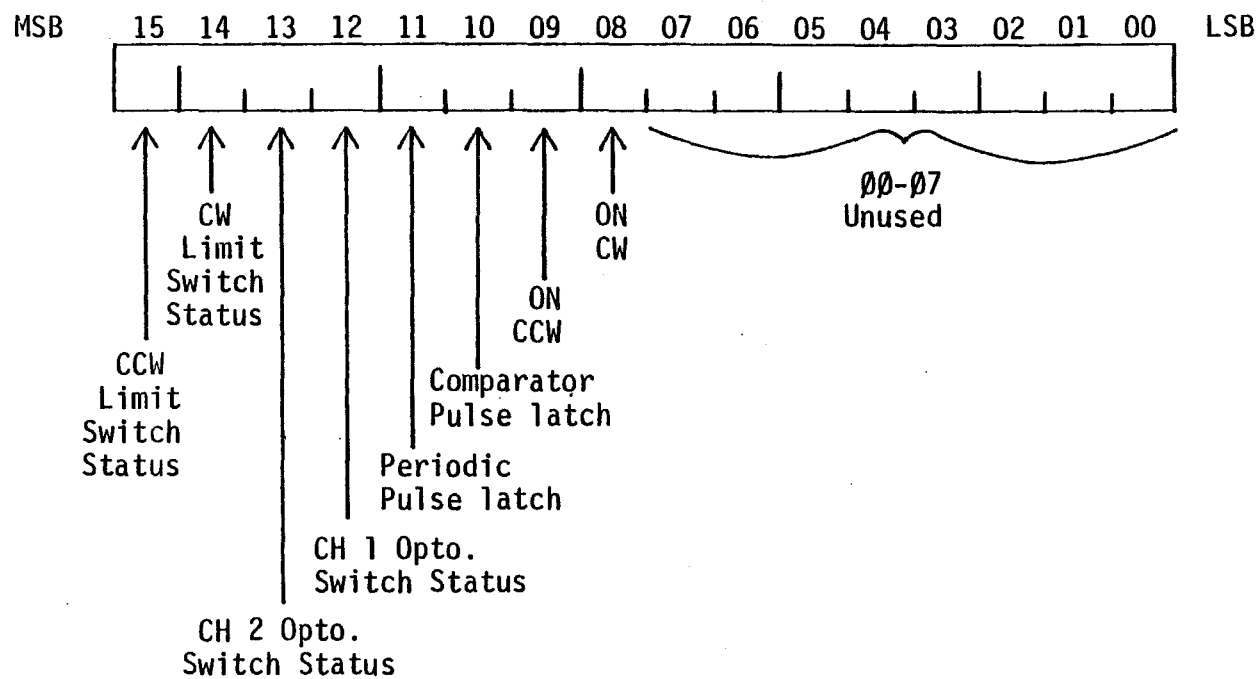 MSB 15 14 13 12 11 10 09 08 07 06 05 04 03 02 01 00 LSB
CW
Limit
Switch
Status
CCW
Limit
Switch
Status
CH 2 Opto.
Switch Status
CH 1 Opto.
Switch Status
Periodic
Pulse latch
Comparator
Pulse latch
ON
CCW
ON
CW
ØØ-Ø7
Unused